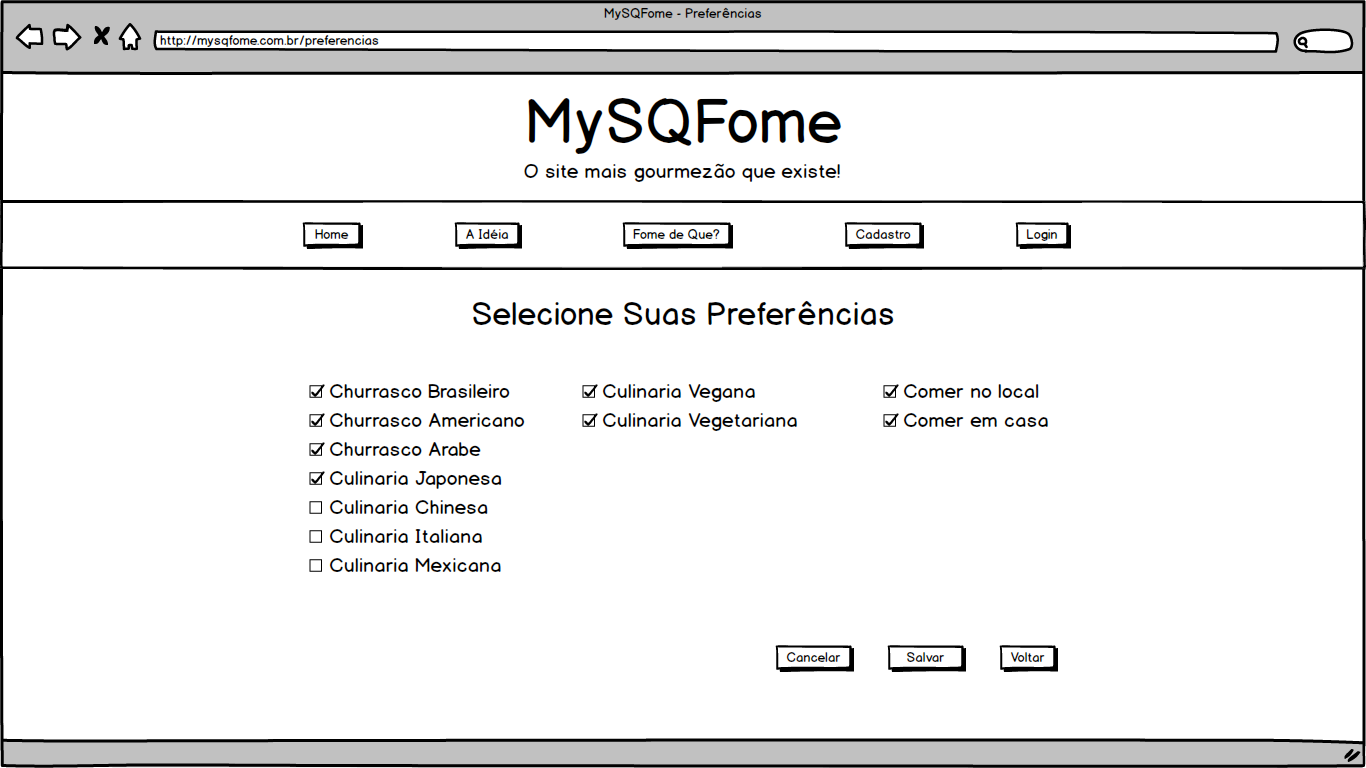 MySQFome - Preferências
http://mysqfome.com.br/preferencias
MySQFome
O site mais gourmezão que existe!
Home A Idéia Fome de Que? Cadastro Login
Selecione Suas Preferências
Churrasco Brasileiro
Churrasco Americano
Churrasco Arabe
Culinaria Japonesa
Culinaria Chinesa
Culinaria Italiana
Culinaria Mexicana
Culinaria Vegana
Culinaria Vegetariana
Comer no local
Comer em casa
Cancelar Salvar Voltar